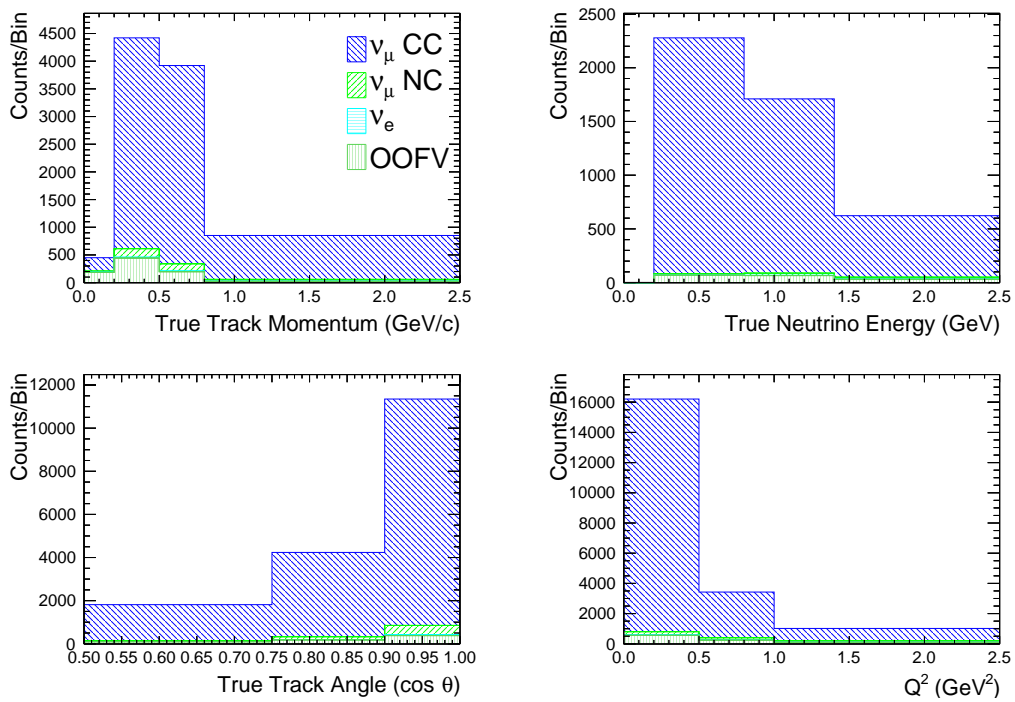 Counts/Bin
4500
4000
3500
3000
2500
2000
1500
1000
500
0
0.0 0.5 1.0 1.5 2.0 2.5
True Track Momentum (GeV/c)
ν_μ CC
ν_μ NC
ν_e
OOFV
Counts/Bin
2500
2000
1500
1000
500
0
0.0 0.5 1.0 1.5 2.0 2.5
True Neutrino Energy (GeV)
Counts/Bin
12000
10000
8000
6000
4000
2000
0
0.50 0.55 0.60 0.65 0.70 0.75 0.80 0.85 0.90 0.95 1.00
True Track Angle (cos θ)
Counts/Bin
16000
14000
12000
10000
8000
6000
4000
2000
0
0.0 0.5 1.0 1.5 2.0 2.5
Q² (GeV²)